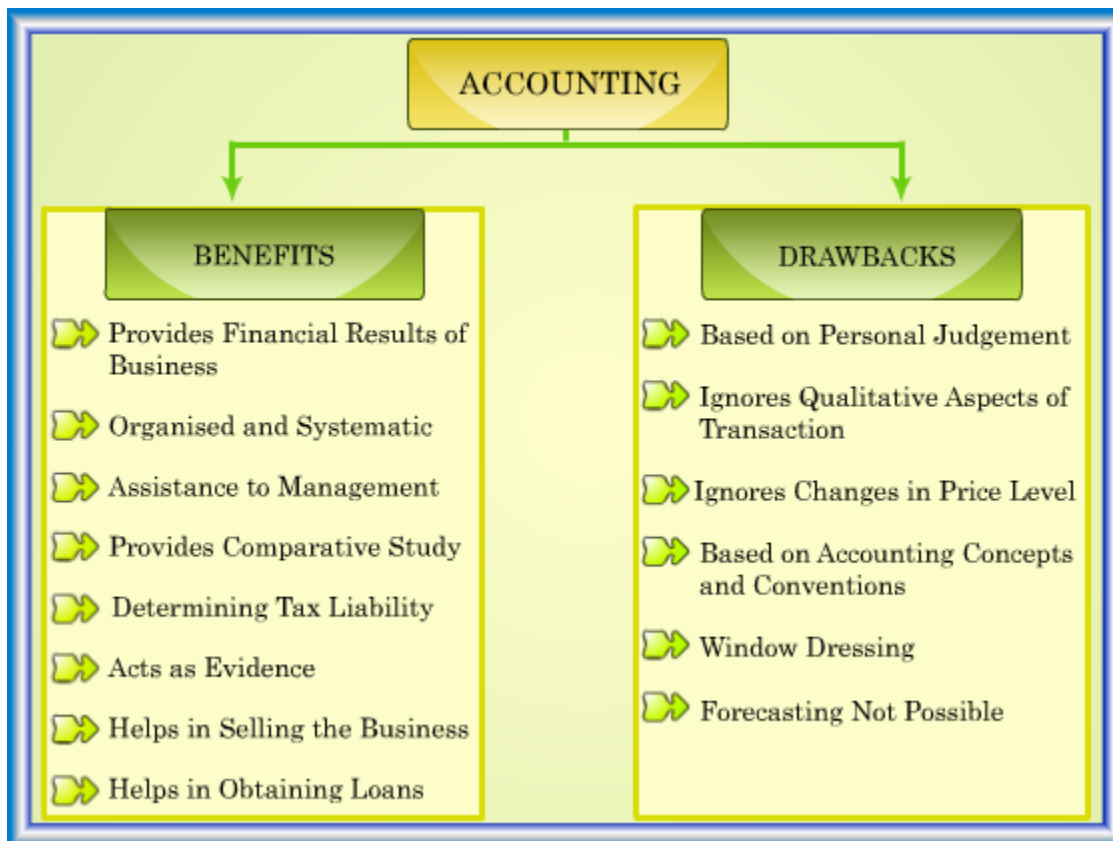 ACCOUNTING
BENEFITS
Provides Financial Results of
Business
Organised and Systematic
Assistance to Management
Provides Comparative Study
Determining Tax Liability
Acts as Evidence
Helps in Selling the Business
Helps in Obtaining Loans
DRAWBACKS
Based on Personal Judgement
Ignores Qualitative Aspects of
Transaction
Ignores Changes in Price Level
Based on Accounting Concepts
and Conventions
Window Dressing
Forecasting Not Possible